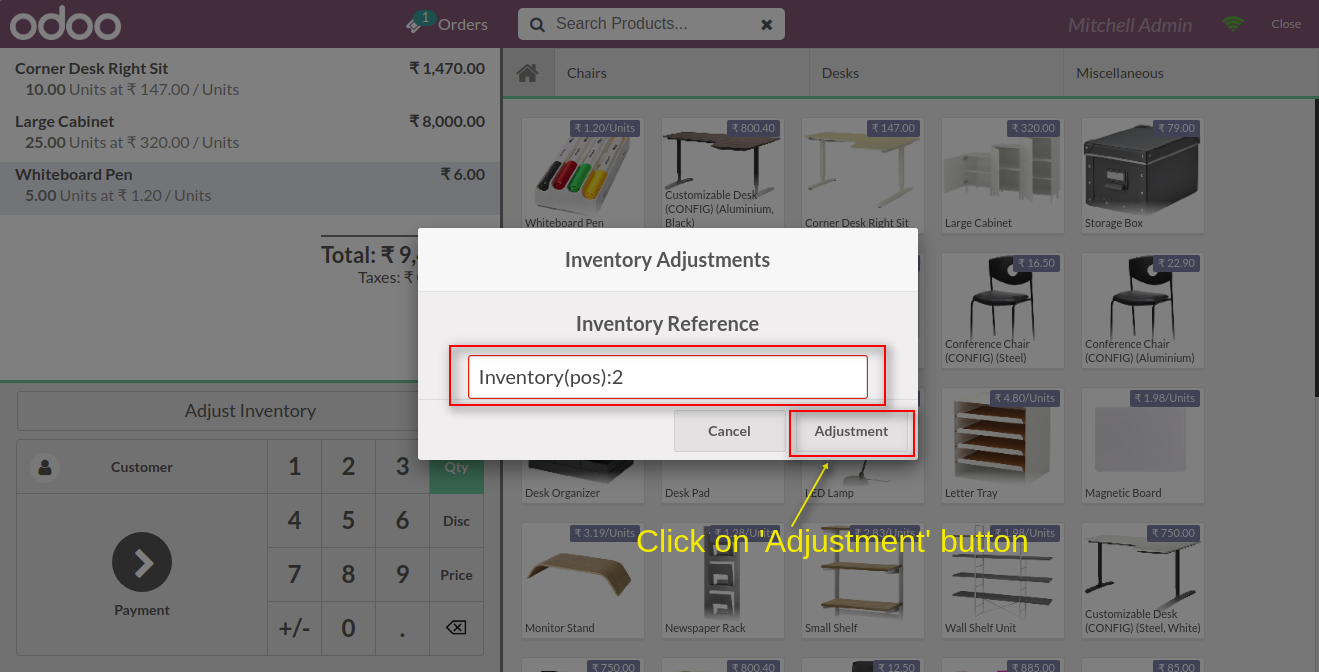 odoo
1
Orders
Search Products...
Mitchell Admin
Close
Corner Desk Right Sit ₹ 1,470.00
10.00 Units at ₹ 147.00 / Units
Large Cabinet ₹ 8,000.00
25.00 Units at ₹ 320.00 / Units
Whiteboard Pen ₹ 6.00
5.00 Units at ₹ 1.20 / Units
Total: ₹ 9,
Taxes: ₹
Adjust Inventory
Customer
1 2 3 Qty
4 5 6 Disc
7 8 9 Price
+/- 0 .
Payment
Chairs
Desks
Miscellaneous
₹ 1.20/Units
Whiteboard Pen
₹ 800.40
Customizable Desk
(CONFIG) (Aluminium,
Black)
₹ 147.00
Corner Desk Right Sit
₹ 320.00
Large Cabinet
₹ 79.00
Storage Box
₹ 16.50
Conference Chair
(CONFIG) (Steel)
₹ 22.90
Conference Chair
(CONFIG) (Aluminium)
Inventory Adjustments
Inventory Reference
Inventory(pos):2
Cancel
Adjustment
Desk Organizer
Desk Pad
LED Lamp
₹ 4.80/Units
Letter Tray
₹ 1.98/Units
Magnetic Board
Click on 'Adjustment' button
₹ 3.19/Units
Monitor Stand
₹ 1.28/Units
Newspaper Rack
₹ 2.83/Units
Small Shelf
₹ 1.98/Units
Wall Shelf Unit
₹ 750.00
Customizable Desk
(CONFIG) (Steel, White)
₹ 750.00
₹ 800.40
₹ 12.50
₹ 885.00
₹ 85.00